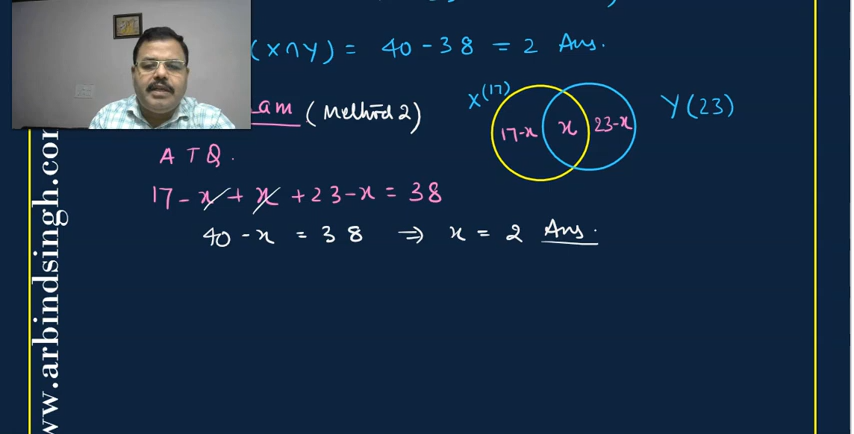 (X∩Y) = 40 - 38 = 2 Ans.
am (Method 2)
X(17)
Y(23)
17-x
x
23-x
A T Q.
17 - x + x + 23 - x = 38
40 - x = 38 ⇒ x = 2 Ans.
www.arbindsingh.com